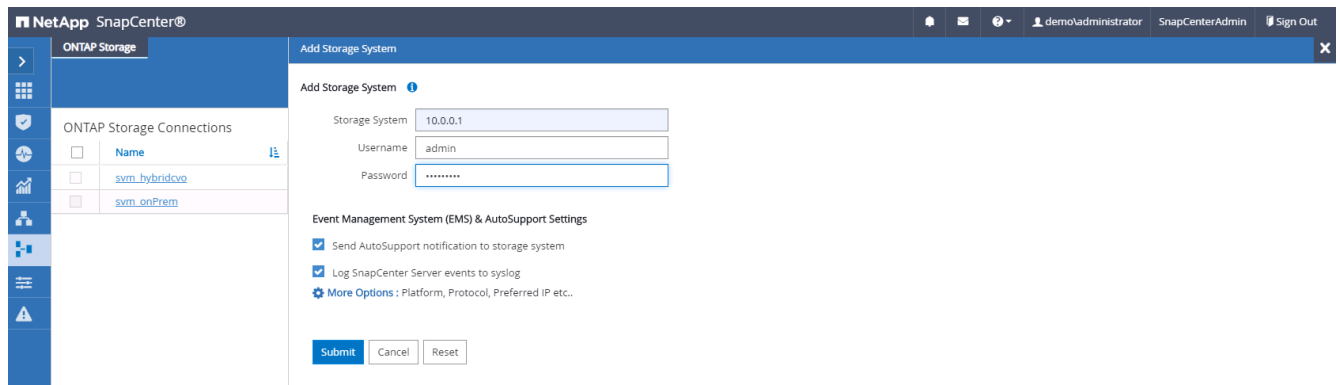 NetApp SnapCenter® demo\administrator SnapCenterAdmin Sign Out
ONTAP Storage
Add Storage System
Add Storage System
ONTAP Storage Connections
Name
svm_hybridcvo
svm_onPrem
Storage System 10.0.0.1
Username admin
Password •••••••••
Event Management System (EMS) & AutoSupport Settings
Send AutoSupport notification to storage system
Log SnapCenter Server events to syslog
More Options : Platform, Protocol, Preferred IP etc..
Submit Cancel Reset